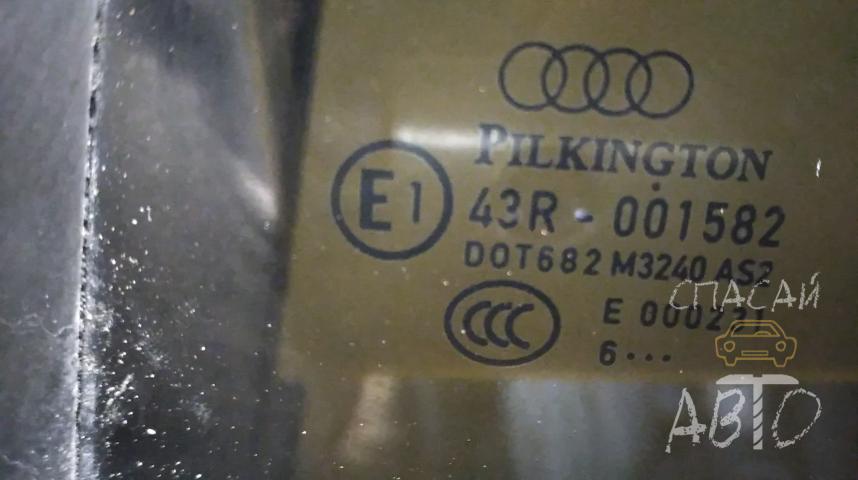 PILKINGTON
E1 43R - 001582
DOT682 M3240 AS2
CCC E 000221
6•••
СПАСАЙ
АВТО